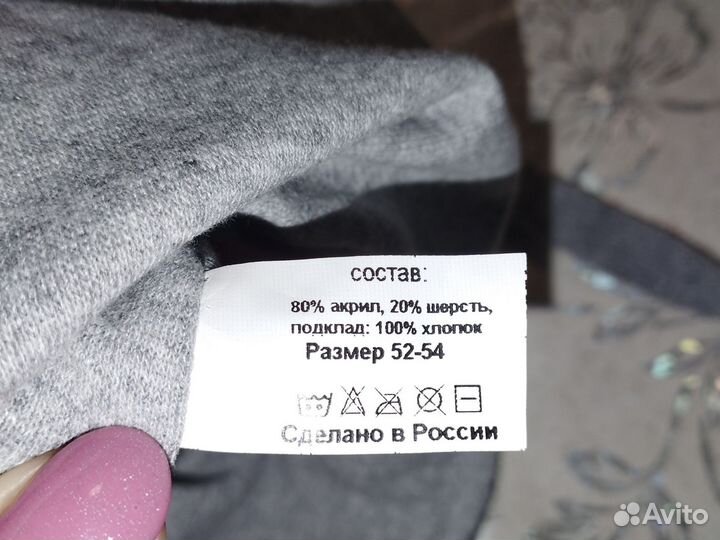 состав:
80% акрил, 20% шерсть,
подклад: 100% хлопок
Размер 52-54
Сделано в России
Avito